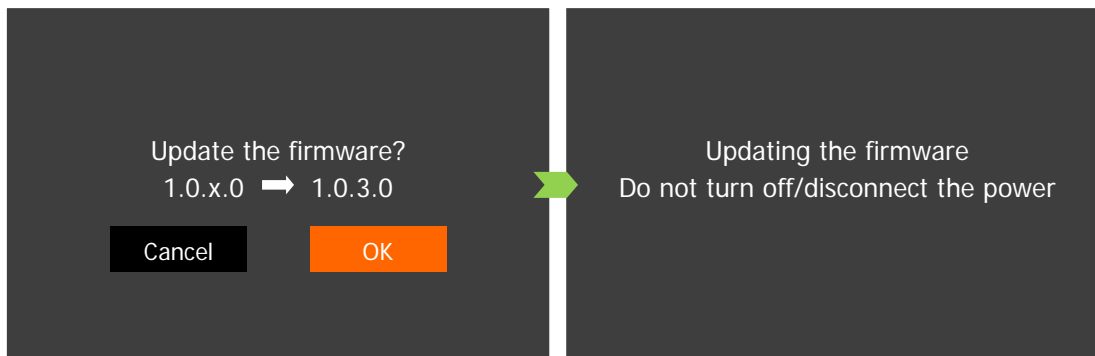 Update the firmware?
1.0.x.0 ➡ 1.0.3.0
Cancel OK
Updating the firmware
Do not turn off/disconnect the power